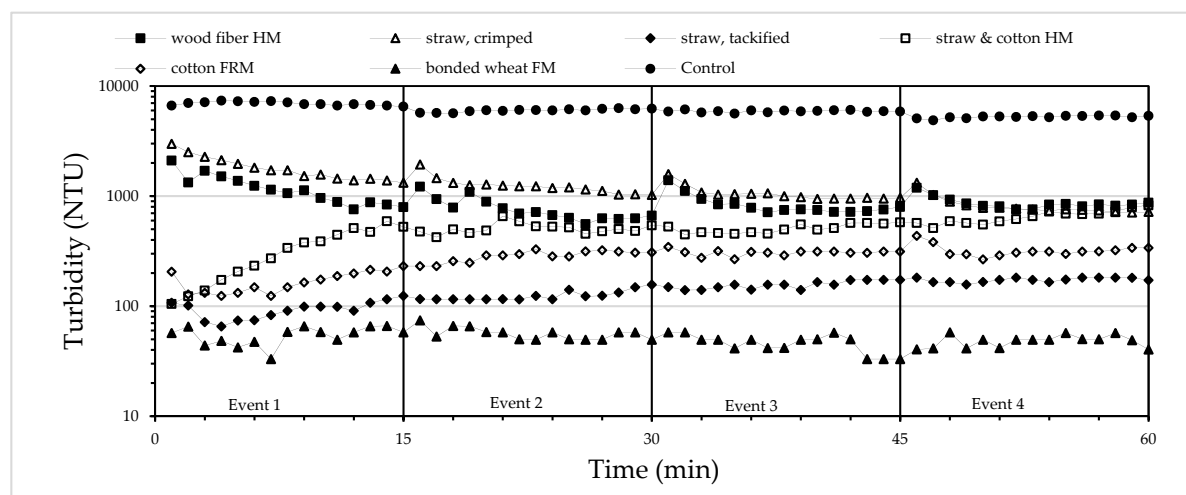 wood fiber HM straw, crimped straw, tackified straw & cotton HM
cotton FRM bonded wheat FM Control
10000
1000
100
10
Turbidity (NTU)
Event 1 Event 2 Event 3 Event 4
0 15 30 45 60
Time (min)